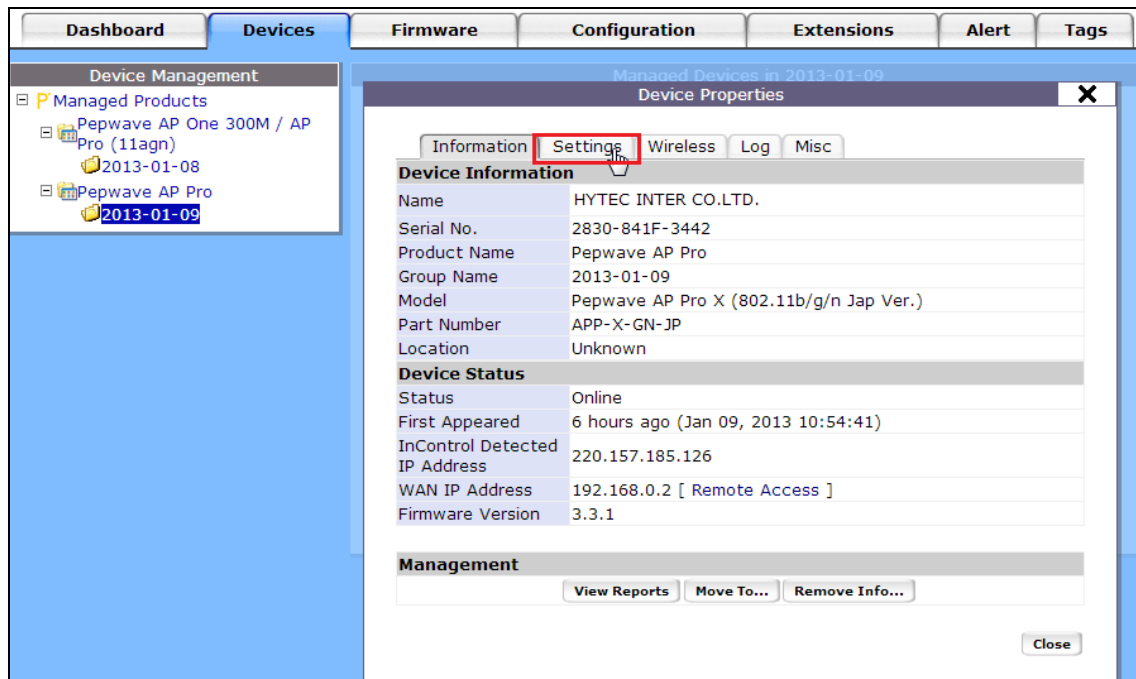 Dashboard Devices Firmware Configuration Extensions Alert Tags
Device Management
Managed Products
Pepwave AP One 300M / AP
Pro (11agn)
2013-01-08
Pepwave AP Pro
2013-01-09
Managed Devices in 2013-01-09
Device Properties X
Information Settings Wireless Log Misc
Device Information
Name HYTEC INTER CO.LTD.
Serial No. 2830-841F-3442
Product Name Pepwave AP Pro
Group Name 2013-01-09
Model Pepwave AP Pro X (802.11b/g/n Jap Ver.)
Part Number APP-X-GN-JP
Location Unknown
Device Status
Status Online
First Appeared 6 hours ago (Jan 09, 2013 10:54:41)
InControl Detected
IP Address 220.157.185.126
WAN IP Address 192.168.0.2 [ Remote Access ]
Firmware Version 3.3.1
Management
View Reports Move To... Remove Info...
Close